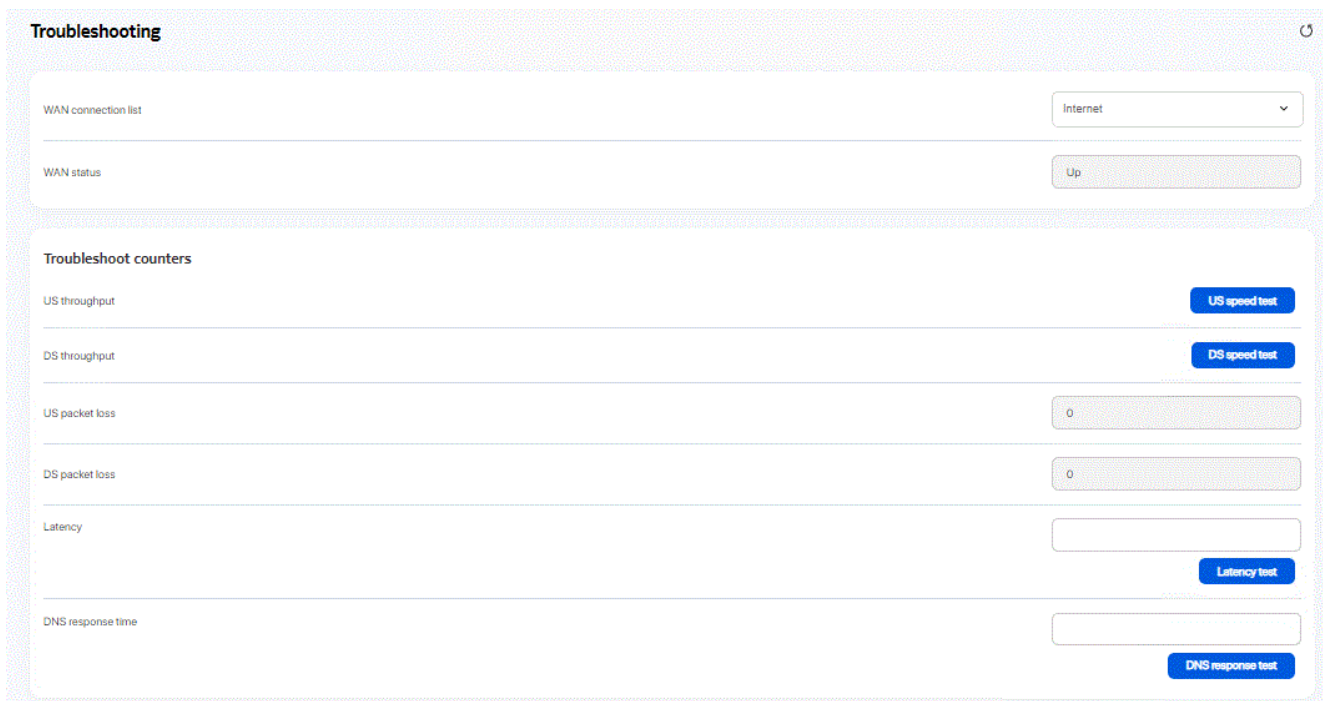 Troubleshooting
WAN connection list
Internet
WAN status
Up
Troubleshoot counters
US throughput
US speed test
DS throughput
DS speed test
US packet loss
0
DS packet loss
0
Latency
Latency test
DNS response time
DNS response test